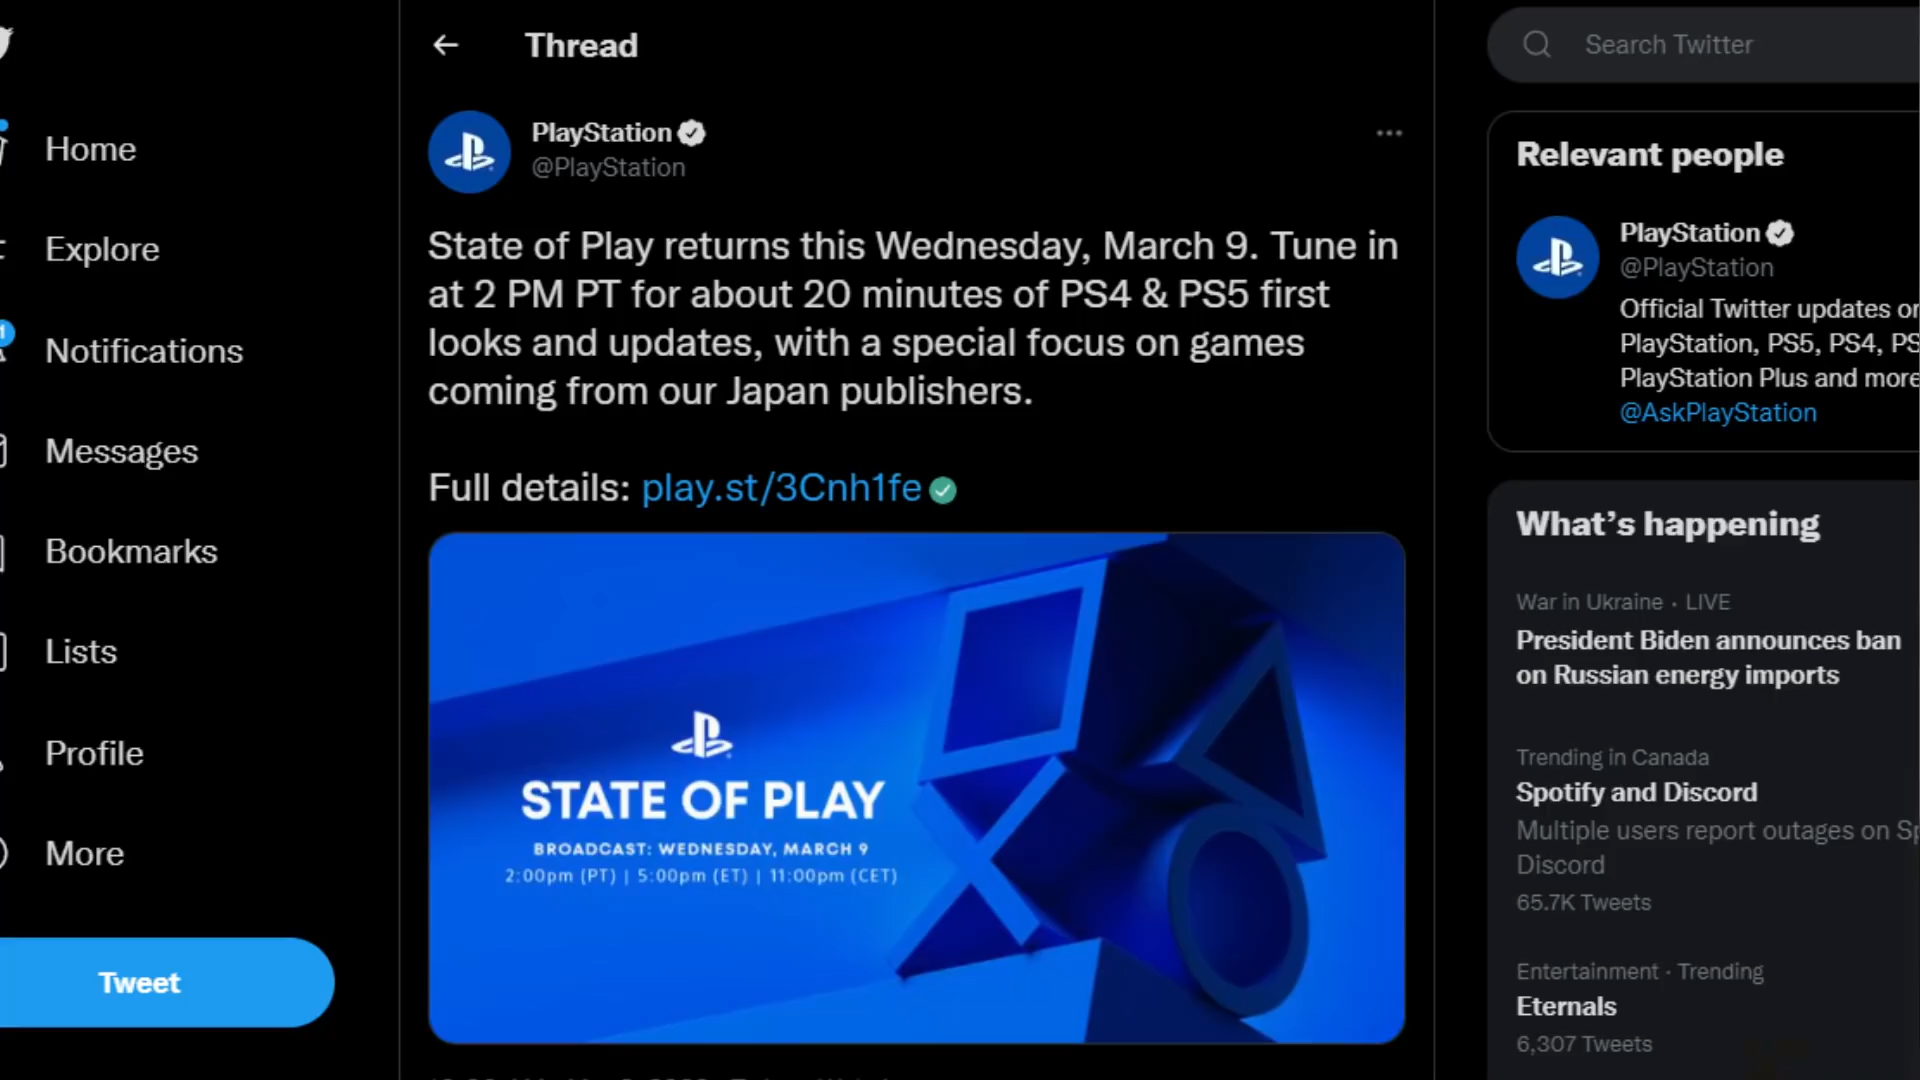 Thread
Search Twitter
Home
Explore
Notifications
Messages
Bookmarks
Lists
Profile
More
Tweet
PlayStation
@PlayStation
State of Play returns this Wednesday, March 9. Tune in
at 2 PM PT for about 20 minutes of PS4 & PS5 first
looks and updates, with a special focus on games
coming from our Japan publishers.
Full details: play.st/3Cnh1fe
STATE OF PLAY
BROADCAST: WEDNESDAY, MARCH 9
2:00pm (PT) | 5:00pm (ET) | 11:00pm (CET)
Relevant people
PlayStation
@PlayStation
Official Twitter updates on
PlayStation, PS5, PS4, PS
PlayStation Plus and more
@AskPlayStation
What's happening
War in Ukraine · LIVE
President Biden announces ban
on Russian energy imports
Trending in Canada
Spotify and Discord
Multiple users report outages on Sp
Discord
65.7K Tweets
Entertainment · Trending
Eternals
6,307 Tweets